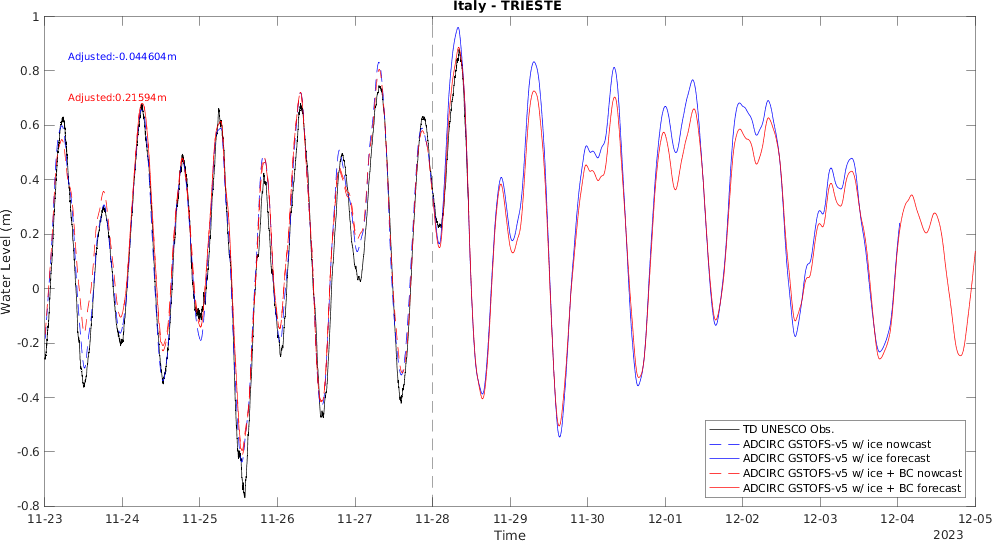 Italy - TRIESTE
Adjusted:-0.044604m
Adjusted:0.21594m
Water Level (m)
1
0.8
0.6
0.4
0.2
0
-0.2
-0.4
-0.6
-0.8
TD UNESCO Obs.
ADCIRC GSTOFS-v5 w/ ice nowcast
ADCIRC GSTOFS-v5 w/ ice forecast
ADCIRC GSTOFS-v5 w/ ice + BC nowcast
ADCIRC GSTOFS-v5 w/ ice + BC forecast
11-23 11-24 11-25 11-26 11-27 11-28 11-29 11-30 12-01 12-02 12-03 12-04 12-05
Time
2023